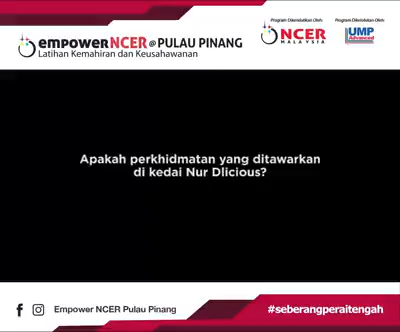 empowerNCER@PULAU PINANG
Latihan Kemahiran dan Keusahawanan
Program Dikendalikan Oleh:
NCER
MALAYSIA
Program Dikelolakan Oleh:
UMP
Advanced
Apakah perkhidmatan yang ditawarkan
di kedai Nur Dlicious?
Empower NCER Pulau Pinang
#seberangperaitengah